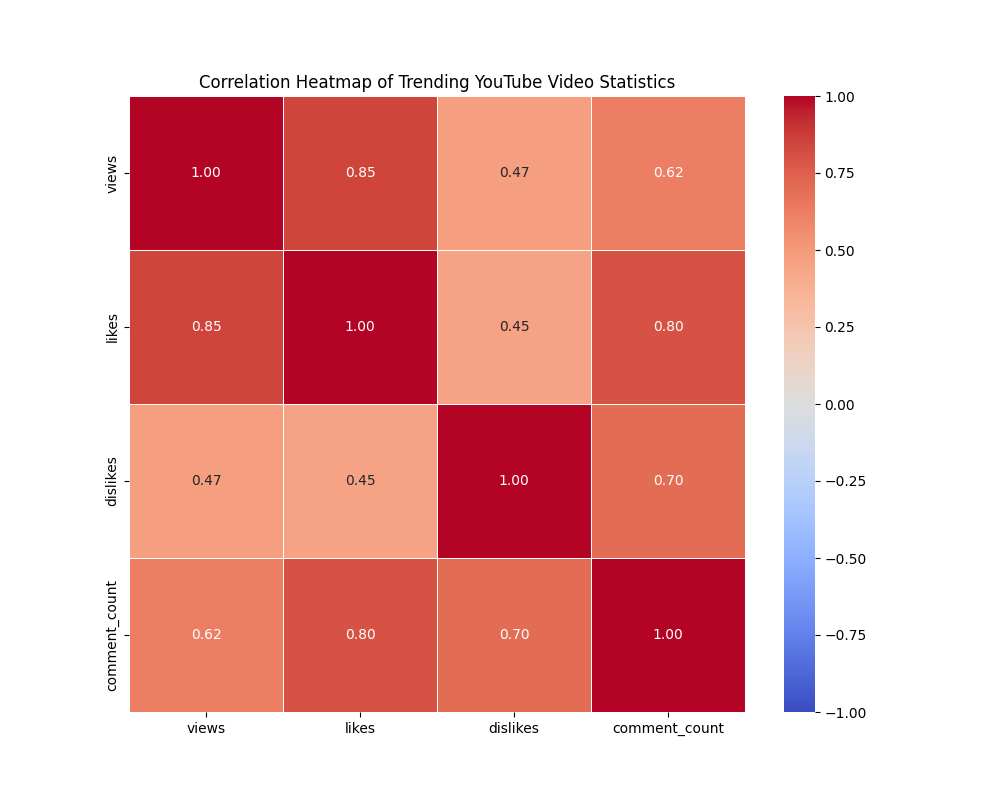 Correlation Heatmap of Trending YouTube Video Statistics
views
1.00 0.85 0.47 0.62
likes
0.85 1.00 0.45 0.80
dislikes
0.47 0.45 1.00 0.70
comment_count
0.62 0.80 0.70 1.00
views likes dislikes comment_count
1.00
0.75
0.50
0.25
0.00
−0.25
−0.50
−0.75
−1.00